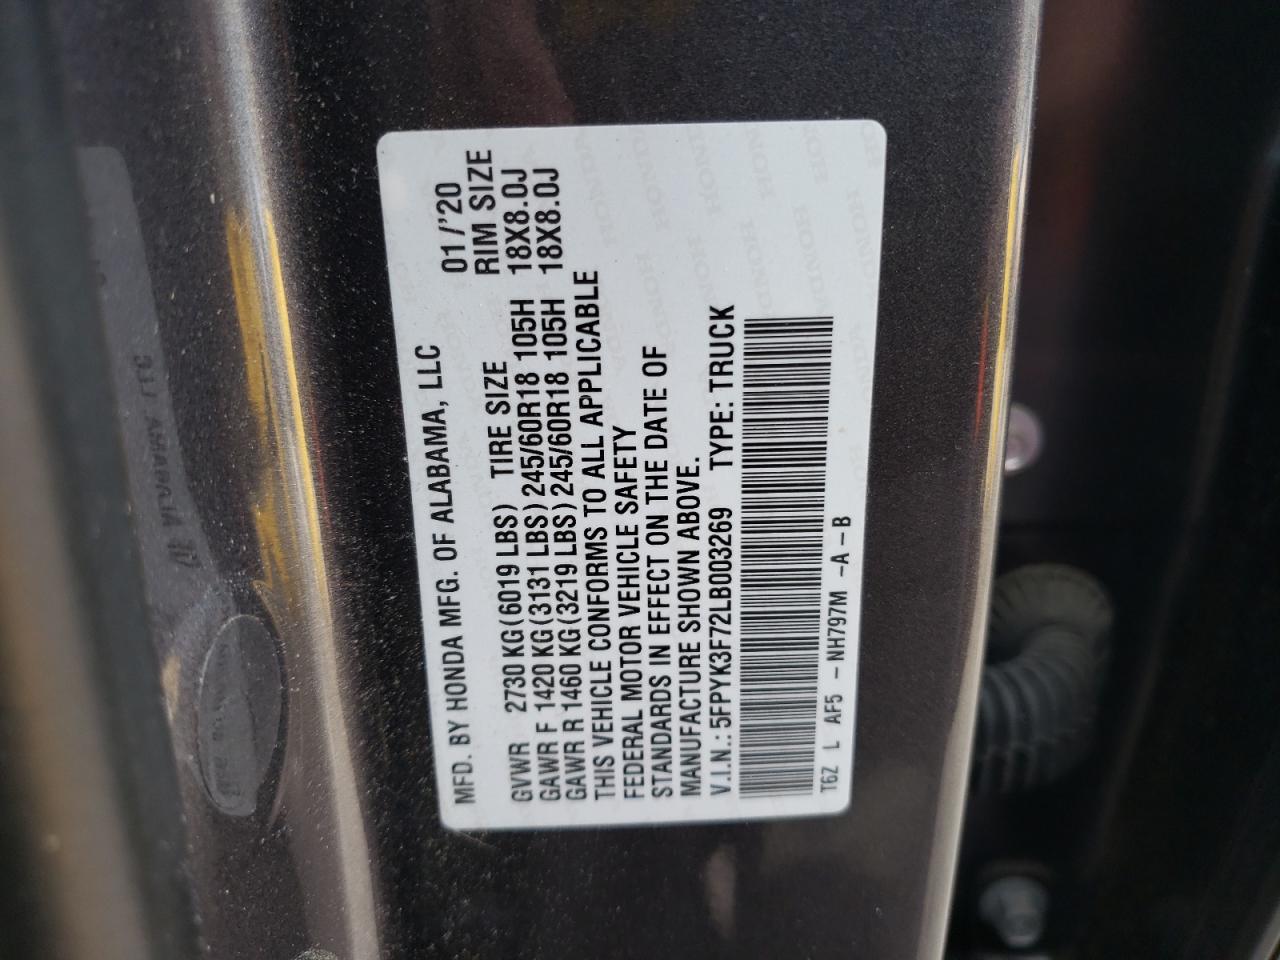 MFD. BY HONDA MFG. OF ALABAMA, LLC 01/'20
GVWR 2730 KG(6019 LBS) TIRE SIZE RIM SIZE
GAWR F 1420 KG(3131 LBS) 245/60R18 105H 18X8.0J
GAWR R 1460 KG(3219 LBS) 245/60R18 105H 18X8.0J
THIS VEHICLE CONFORMS TO ALL APPLICABLE
FEDERAL MOTOR VEHICLE SAFETY
STANDARDS IN EFFECT ON THE DATE OF
MANUFACTURE SHOWN ABOVE.
V.I.N.: 5FPYK3F72LB003269 TYPE: TRUCK
T6Z L AF5 - NH797M -A -B